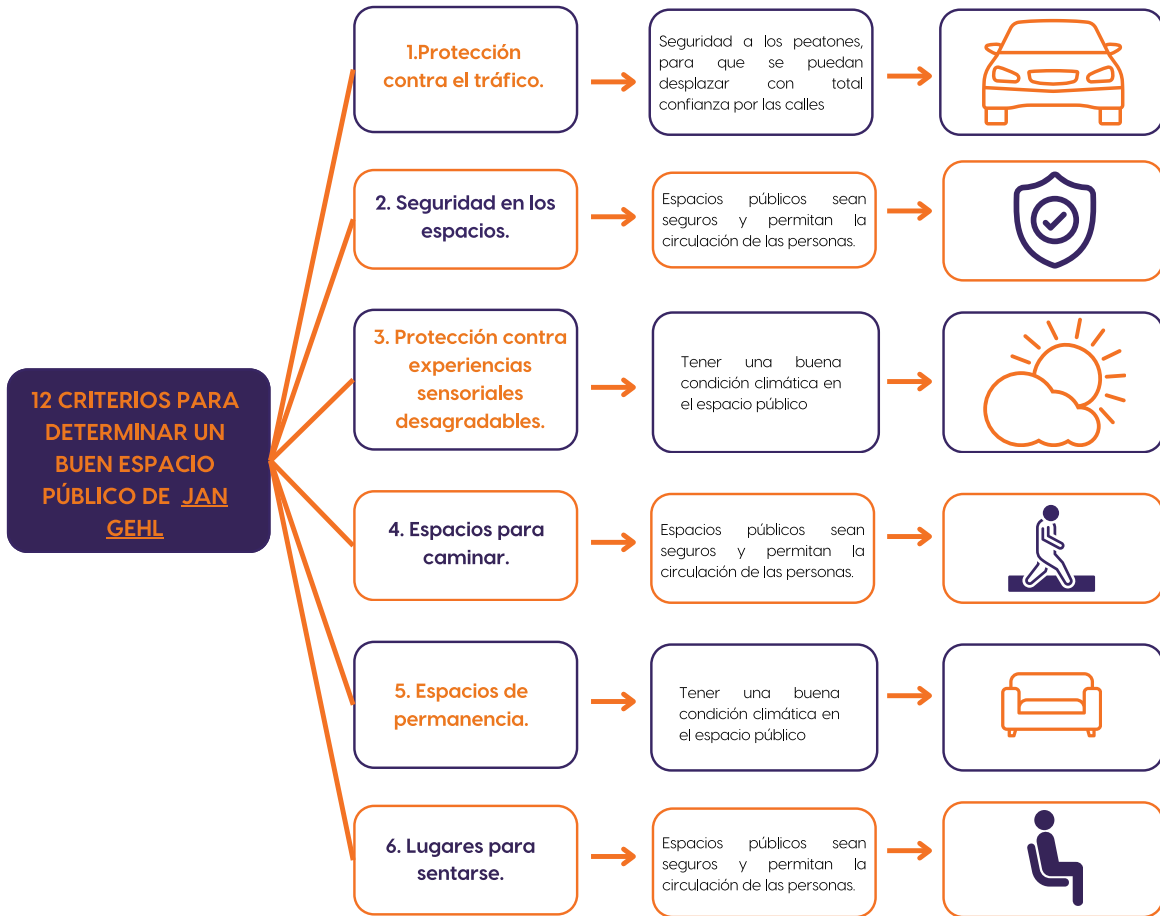 12 CRITERIOS PARA
DETERMINAR UN
BUEN ESPACIO
PÚBLICO DE JAN
GEHL
1.Protección
contra el tráfico.
Seguridad a los peatones,
para que se puedan
desplazar con total
confianza por las calles
2. Seguridad en los
espacios.
Espacios públicos sean
seguros y permitan la
circulación de las personas.
3. Protección contra
experiencias
sensoriales
desagradables.
Tener una buena
condición climática en
el espacio público
4. Espacios para
caminar.
Espacios públicos sean
seguros y permitan la
circulación de las personas.
5. Espacios de
permanencia.
Tener una buena
condición climática en
el espacio público
6. Lugares para
sentarse.
Espacios públicos sean
seguros y permitan la
circulación de las personas.